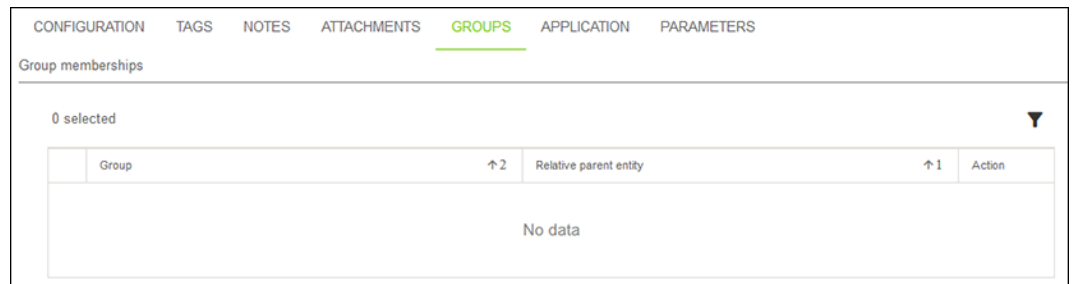 CONFIGURATION TAGS NOTES ATTACHMENTS GROUPS APPLICATION PARAMETERS
Group memberships
0 selected
Group ↑2 Relative parent entity ↑1 Action
No data